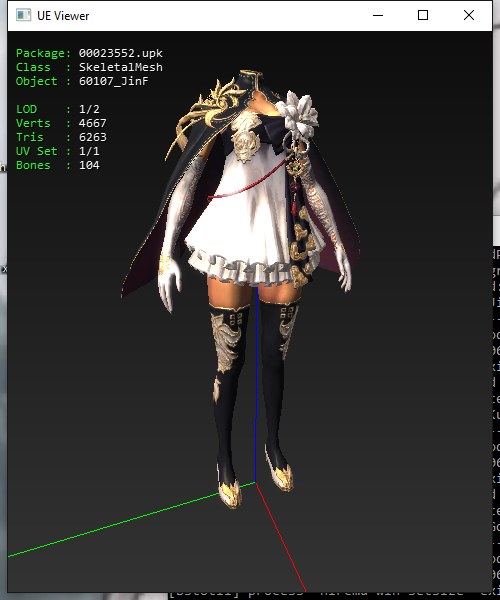 UE Viewer
Package: 00023552.upk
Class : SkeletalMesh
Object : 60107_JinF
LOD : 1/2
Verts : 4667
Tris : 6263
UV Set : 1/1
Bones : 104